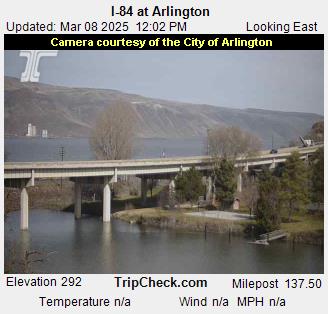 I-84 at Arlington
Updated: Mar 08 2025 12:02 PM Looking East
Camera courtesy of the City of Arlington
Elevation 292 TripCheck.com Milepost 137.50
Temperature n/a Wind n/a MPH n/a